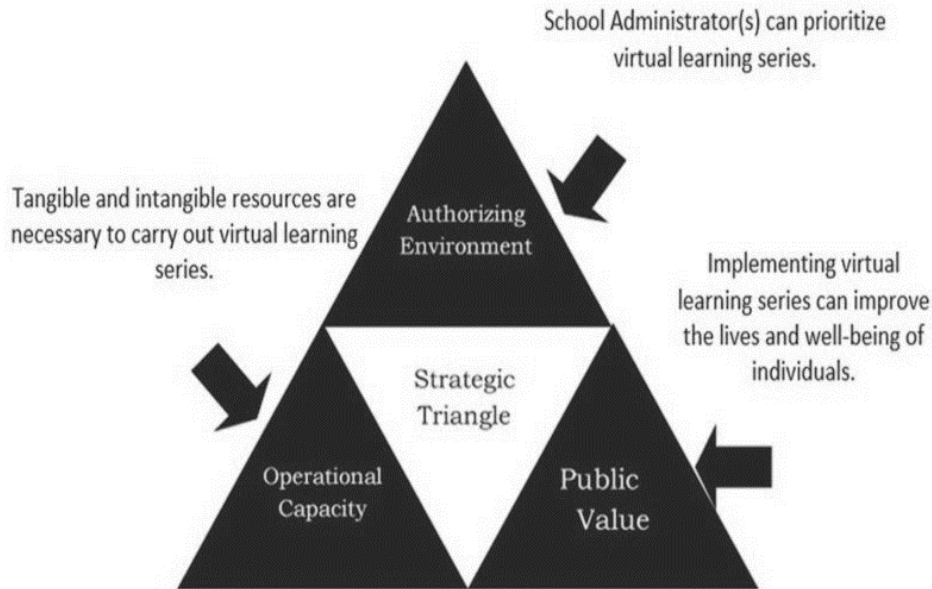 School Administrator(s) can prioritize
virtual learning series.
Tangible and intangible resources are
necessary to carry out virtual learning
series.
Authorizing
Environment
Implementing virtual
learning series can improve
the lives and well-being of
individuals.
Strategic
Triangle
Operational
Capacity
Public
Value